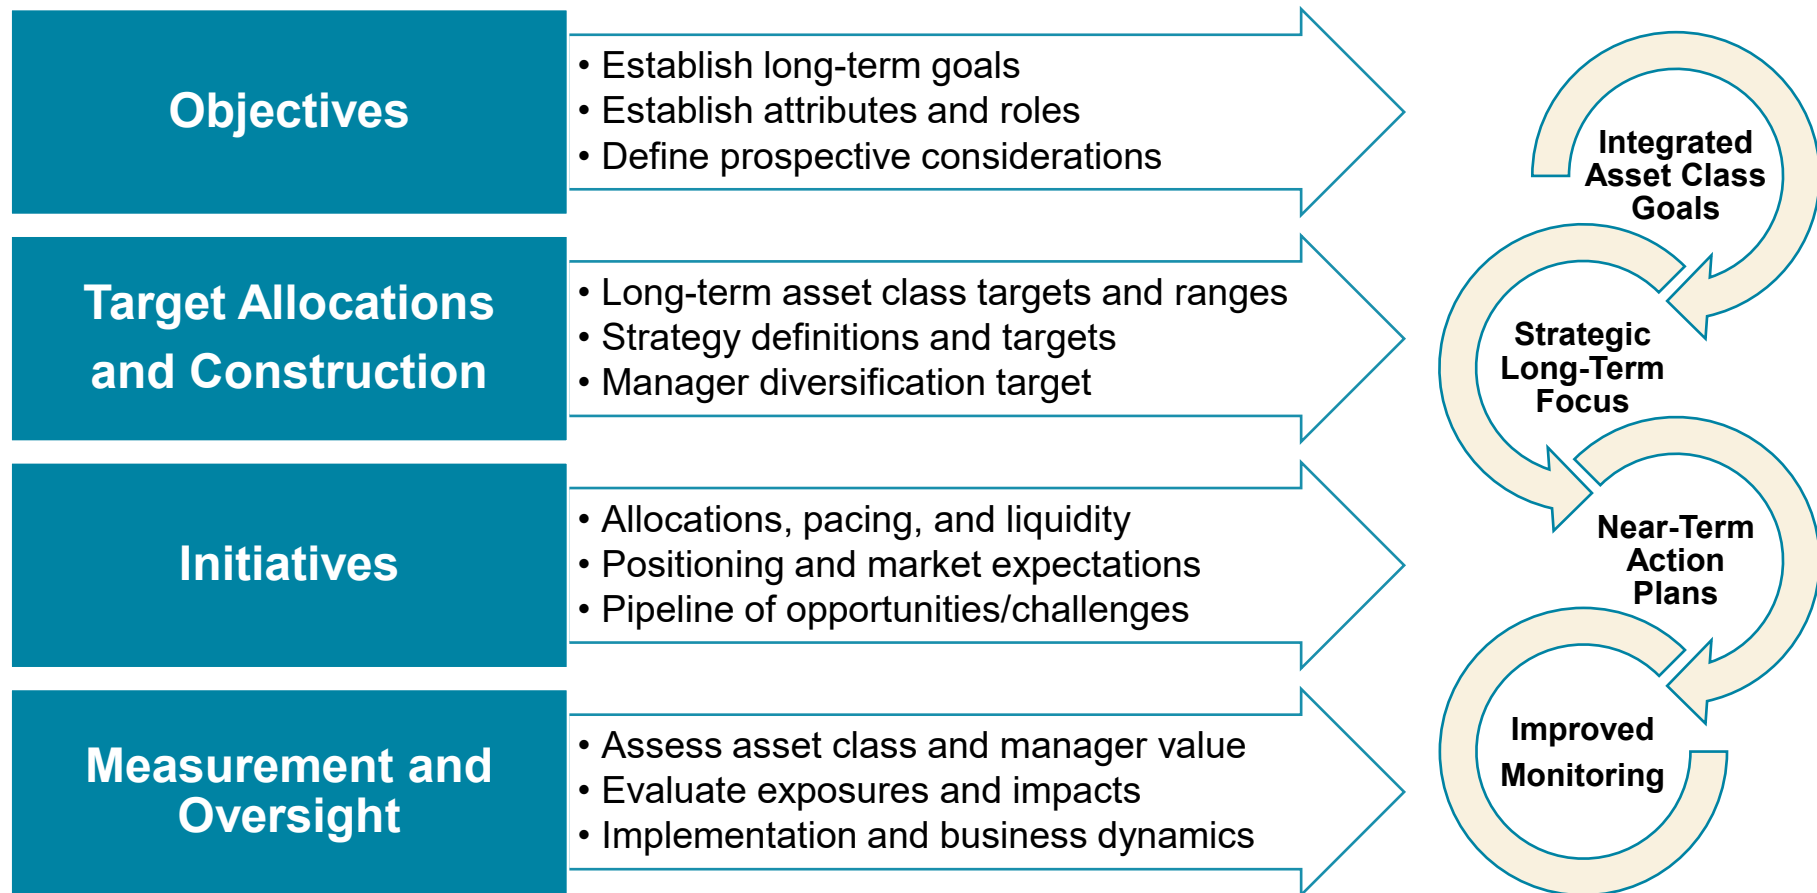 Objectives
• Establish long-term goals
• Establish attributes and roles
• Define prospective considerations
Integrated
Asset Class
Goals
Target Allocations
and Construction
• Long-term asset class targets and ranges
• Strategy definitions and targets
• Manager diversification target
Strategic
Long-Term
Focus
Initiatives
• Allocations, pacing, and liquidity
• Positioning and market expectations
• Pipeline of opportunities/challenges
Near-Term
Action
Plans
Measurement and
Oversight
• Assess asset class and manager value
• Evaluate exposures and impacts
• Implementation and business dynamics
Improved
Monitoring